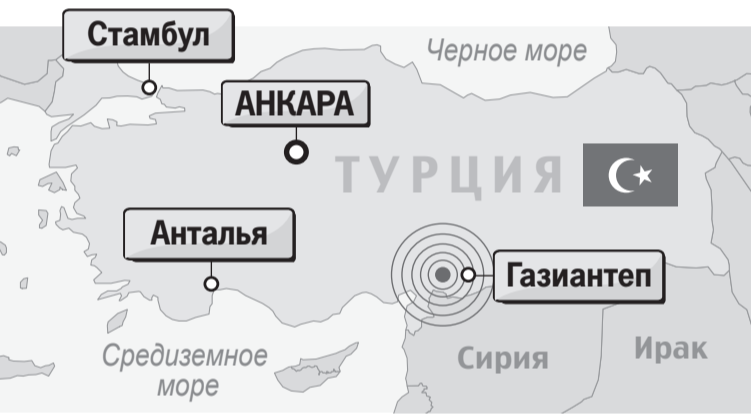 Стамбул
Черное море
АНКАРА
ТУРЦИЯ
Анталья
Газиантеп
Средиземное
море
Сирия
Ирак